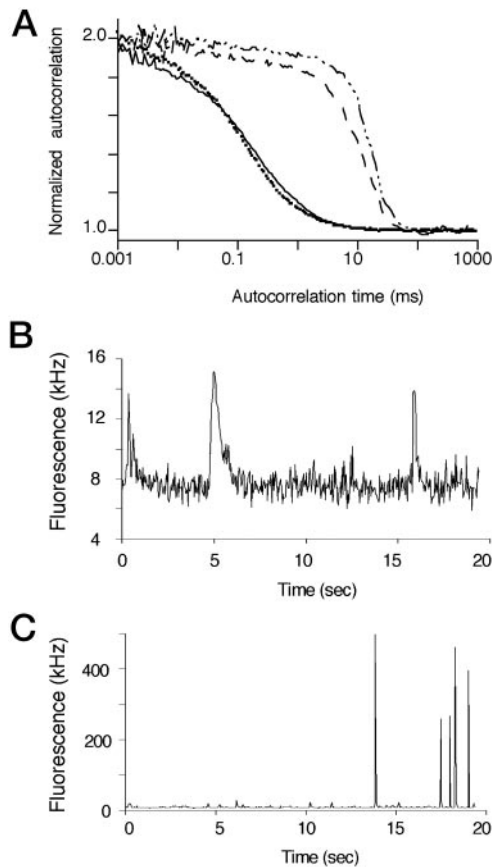 A
Normalized autocorrelation
2.0
1.0
0.001 0.1 10 1000
Autocorrelation time (ms)
B
Fluorescence (kHz)
16
12
8
4
0 5 10 15 20
Time (sec)
C
Fluorescence (kHz)
400
200
0
0 5 10 15 20
Time (sec)